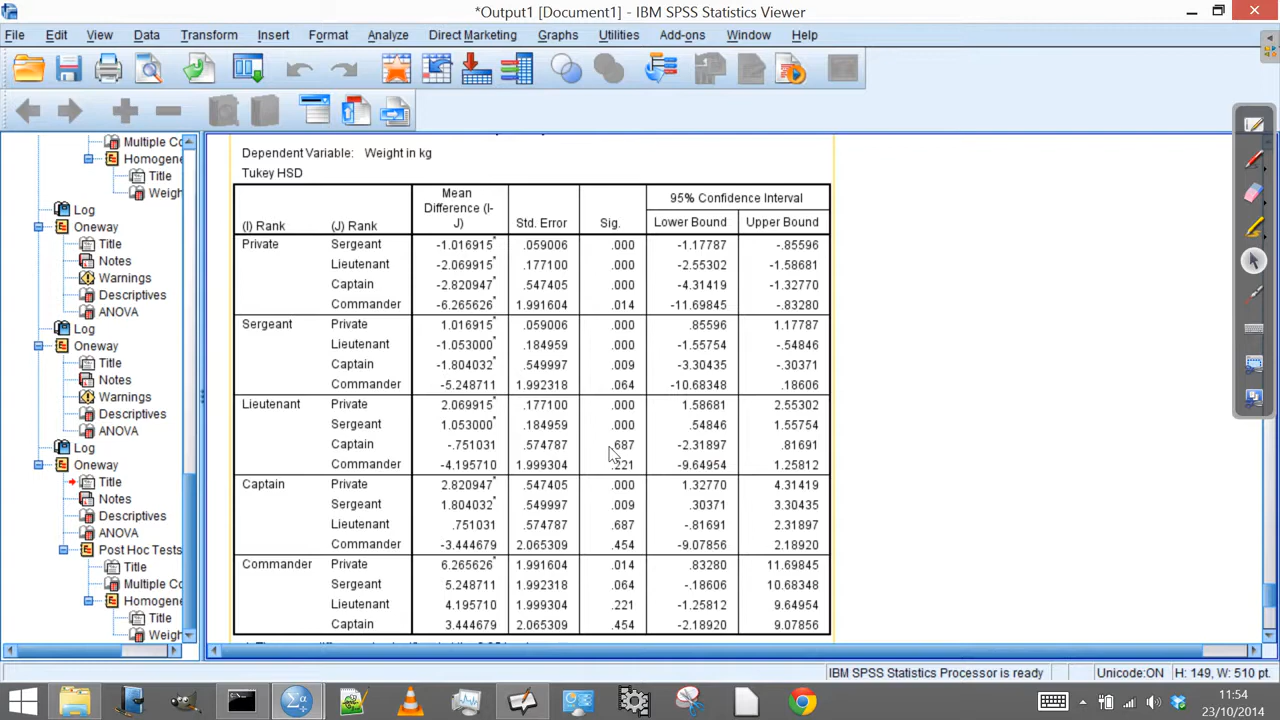 *Output1 [Document1] - IBM SPSS Statistics Viewer
File Edit View Data Transform Insert Format Analyze Direct Marketing Graphs Utilities Add-ons Window Help
Multiple Co
Homogene
Title
Weigh
Log
Oneway
Title
Notes
Warnings
Descriptives
ANOVA
Log
Oneway
Title
Notes
Warnings
Descriptives
ANOVA
Log
Oneway
Title
Notes
Descriptives
ANOVA
Post Hoc Tests
Title
Multiple C
Homogene
Title
Weigh
Dependent Variable: Weight in kg
Tukey HSD
(I) Rank (J) Rank Mean Difference (I-J) Std. Error Sig. 95% Confidence Interval
Lower Bound Upper Bound
Private Sergeant -1.016915* .059006 .000 -1.17787 -.85596
Lieutenant -2.069915* .177100 .000 -2.55302 -1.58681
Captain -2.820947* .547405 .000 -4.31419 -1.32770
Commander -6.265626* 1.991604 .014 -11.69845 -.83280
Sergeant Private 1.016915* .059006 .000 .85596 1.17787
Lieutenant -1.053000* .184959 .000 -1.55754 -.54846
Captain -1.804032* .549997 .009 -3.30435 -.30371
Commander -5.248711 1.992318 .064 -10.68348 .18606
Lieutenant Private 2.069915* .177100 .000 1.58681 2.55302
Sergeant 1.053000* .184959 .000 .54846 1.55754
Captain -.751031 .574787 .687 -2.31897 .81691
Commander -4.195710 1.999304 .221 -9.64954 1.25812
Captain Private 2.820947* .547405 .000 1.32770 4.31419
Sergeant 1.804032* .549997 .009 .30371 3.30435
Lieutenant .751031 .574787 .687 -.81691 2.31897
Commander -3.444679 2.065309 .454 -9.07856 2.18920
Commander Private 6.265626* 1.991604 .014 .83280 11.69845
Sergeant 5.248711 1.992318 .064 -.18606 10.68348
Lieutenant 4.195710 1.999304 .221 -1.25812 9.64954
Captain 3.444679 2.065309 .454 -2.18920 9.07856
IBM SPSS Statistics Processor is ready Unicode:ON H: 149, W: 510 pt.
11:54
23/10/2014